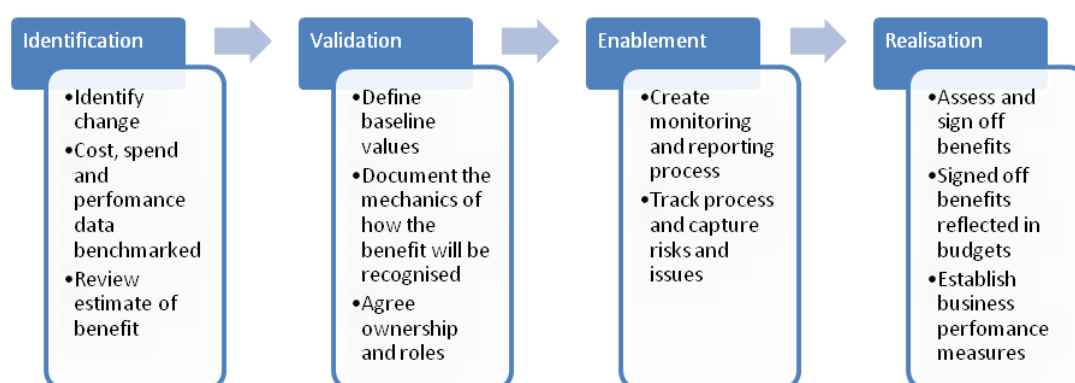 Identification
•Identify
change
•Cost, spend
and
perfomance
data
benchmarked
•Review
estimate of
benefit
Validation
•Define
baseline
values
•Document the
mechanics of
how the
benefit will be
recognised
•Agree
ownership
and roles
Enablement
•Create
monitoring
and reporting
process
•Track process
and capture
risks and
issues
Realisation
•Assess and
sign off
benefits
•Signed off
benefits
reflected in
budgets
•Establish
business
perfomance
measures